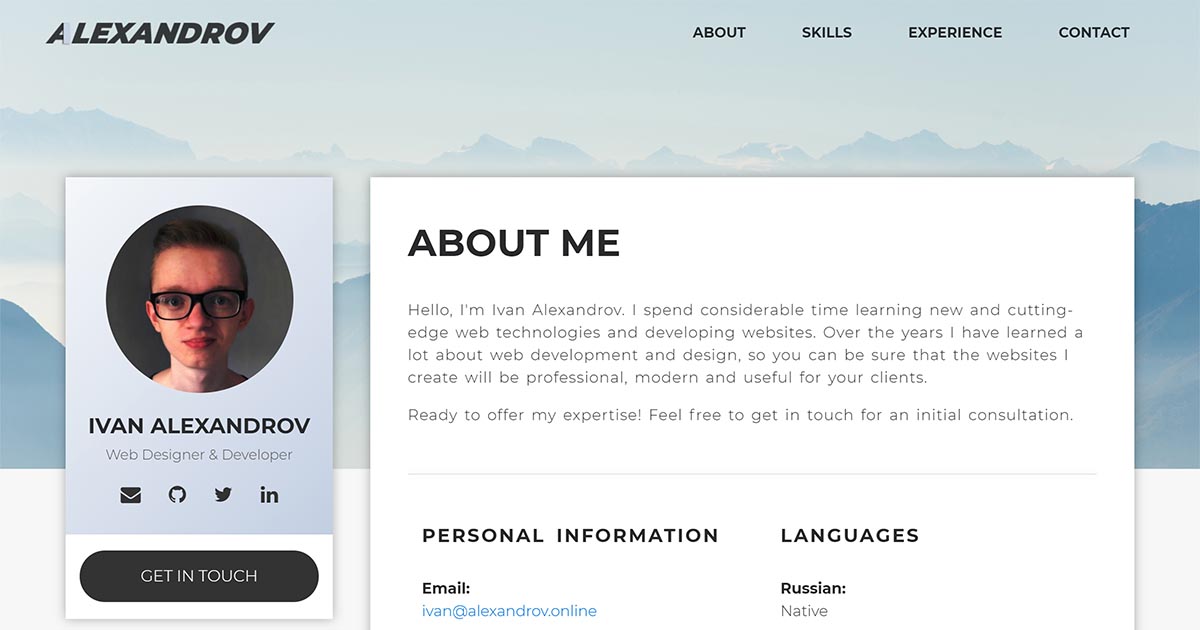 ALEXANDROV
ABOUT SKILLS EXPERIENCE CONTACT
IVAN ALEXANDROV
Web Designer & Developer
in
GET IN TOUCH
ABOUT ME
Hello, I'm Ivan Alexandrov. I spend considerable time learning new and cutting-
edge web technologies and developing websites. Over the years I have learned a
lot about web development and design, so you can be sure that the websites I
create will be professional, modern and useful for your clients.
Ready to offer my expertise! Feel free to get in touch for an initial consultation.
PERSONAL INFORMATION
Email:
ivan@alexandrov.online
LANGUAGES
Russian:
Native